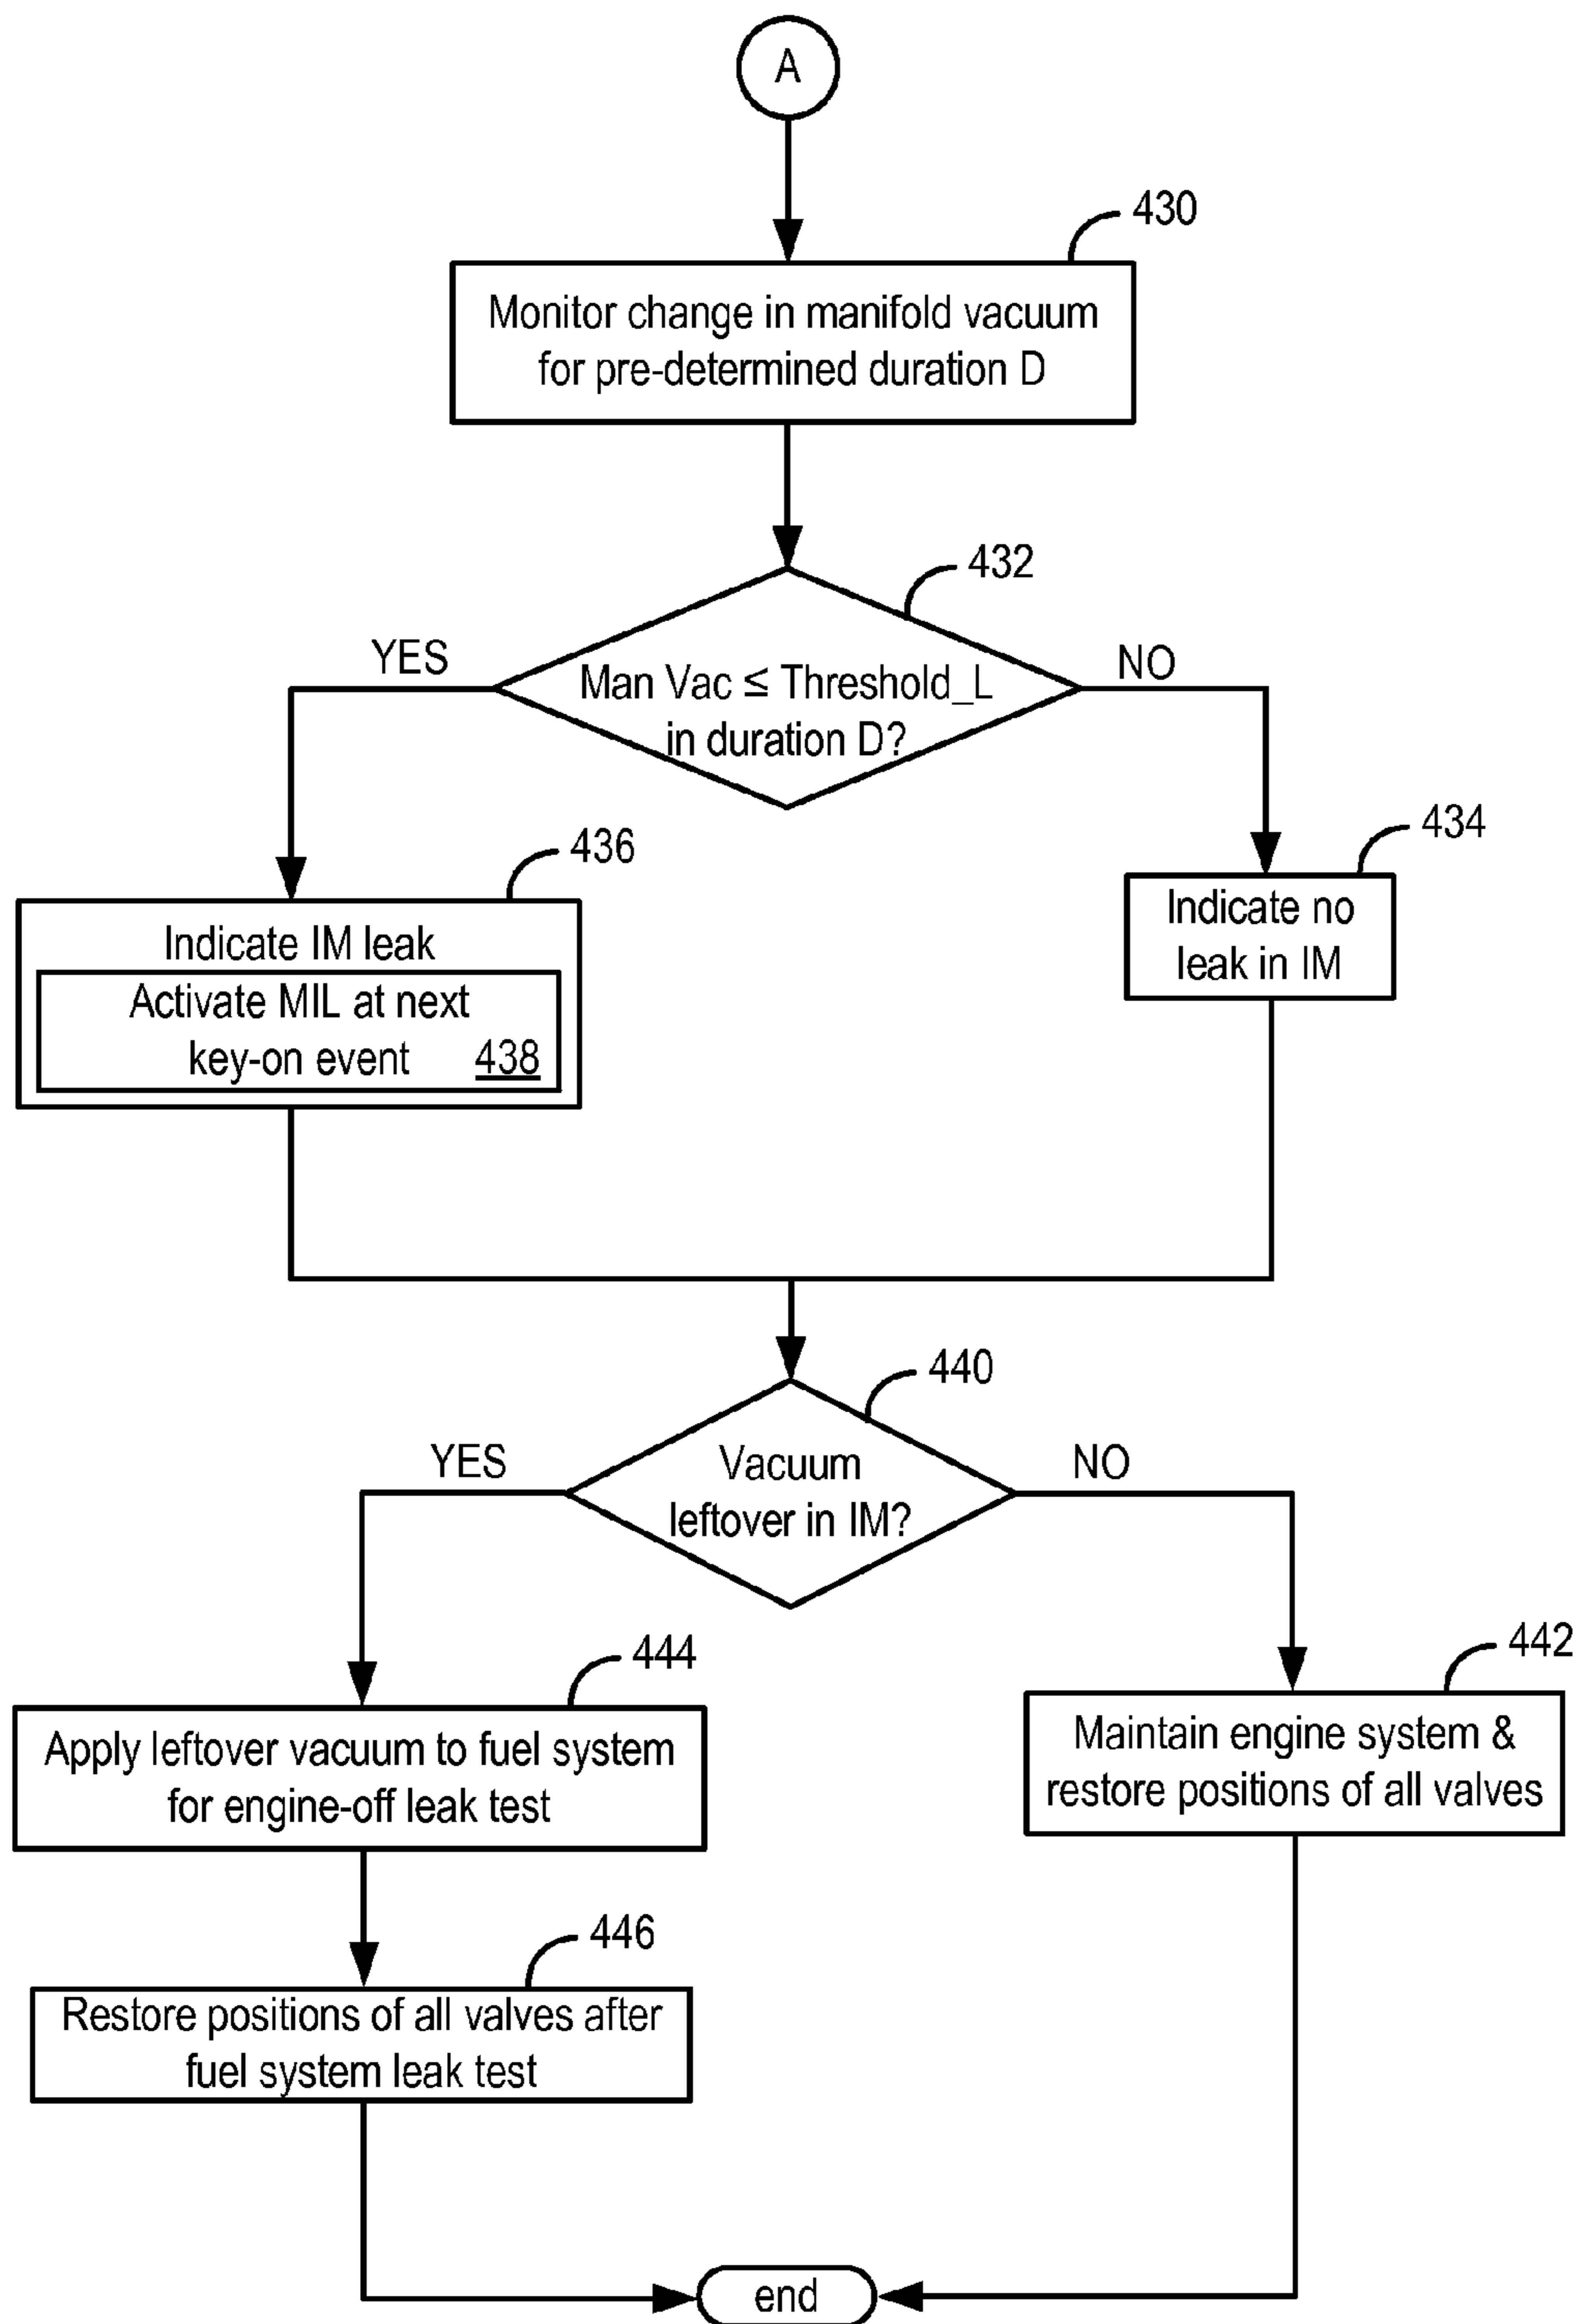 A
430
Monitor change in manifold vacuum
for pre-determined duration D
432
YES
NO
Man Vac ≤ Threshold_L
in duration D?
436
434
Indicate IM leak
Activate MIL at next
key-on event 438
Indicate no
leak in IM
440
YES
NO
Vacuum
leftover in IM?
444
442
Apply leftover vacuum to fuel system
for engine-off leak test
Maintain engine system &
restore positions of all valves
446
Restore positions of all valves after
fuel system leak test
end